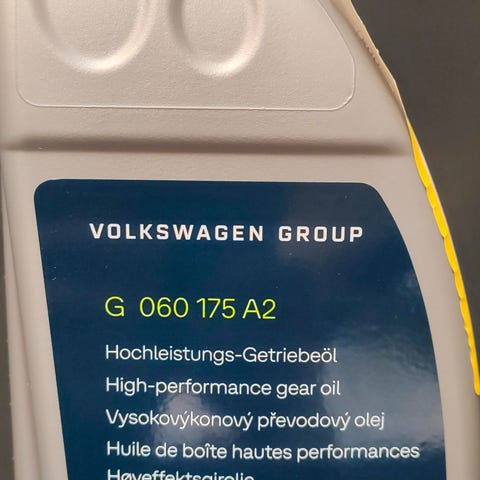 VOLKSWAGEN GROUP
G 060 175 A2
Hochleistungs-Getriebeöl
High-performance gear oil
Vysokovýkonový převodový olej
Huile de boîte hautes performances
Høyeffektsgirolje